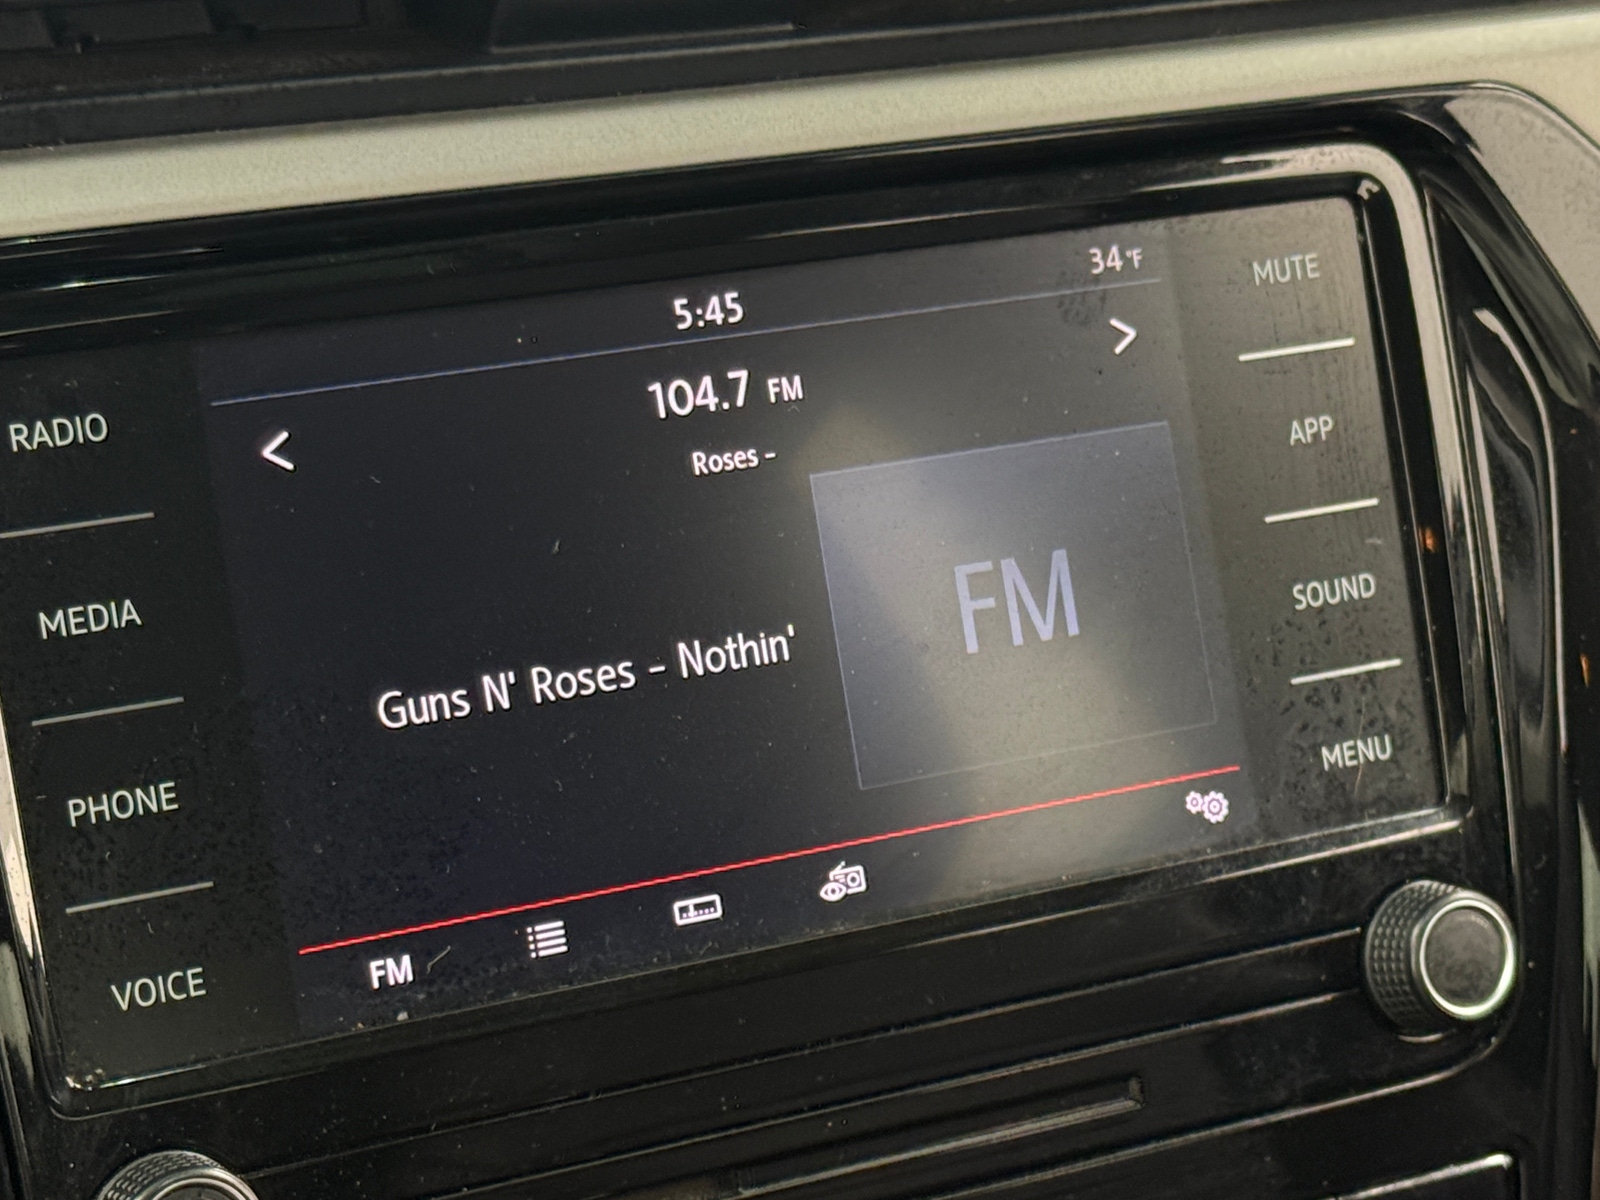 34°F
5:45
104.7 FM
Roses -
Guns N' Roses - Nothin'
FM
FM
RADIO
MEDIA
PHONE
VOICE
MUTE
APP
SOUND
MENU